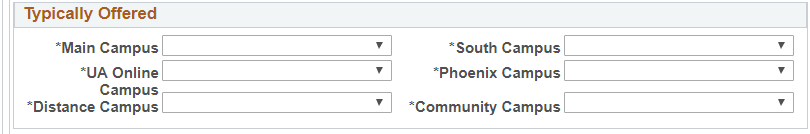 Typically Offered
*Main Campus
*South Campus
*UA Online
Campus
*Phoenix Campus
*Distance Campus
*Community Campus